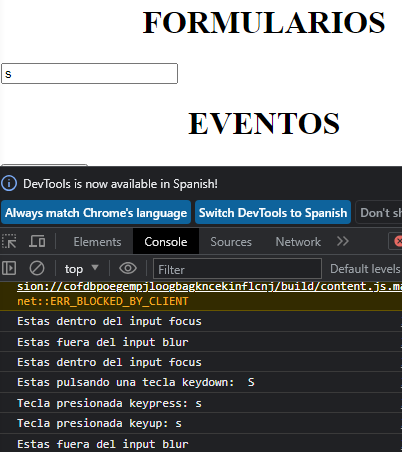 FORMULARIOS
s
EVENTOS
DevTools is now available in Spanish!
Always match Chrome's language
Switch DevTools to Spanish
Don't s
Elements
Console
Sources
Network
»
top
Filter
Default levels
sion://cofdbpoegempjloogbagkncekinflcnj/build/content.js.ma
net::ERR_BLOCKED_BY_CLIENT
Estas dentro del input focus
Estas fuera del input blur
Estas dentro del input focus
Estas pulsando una tecla keydown:  S
Tecla presionada keypress: s
Tecla presionada keyup: s
Estas fuera del input blur